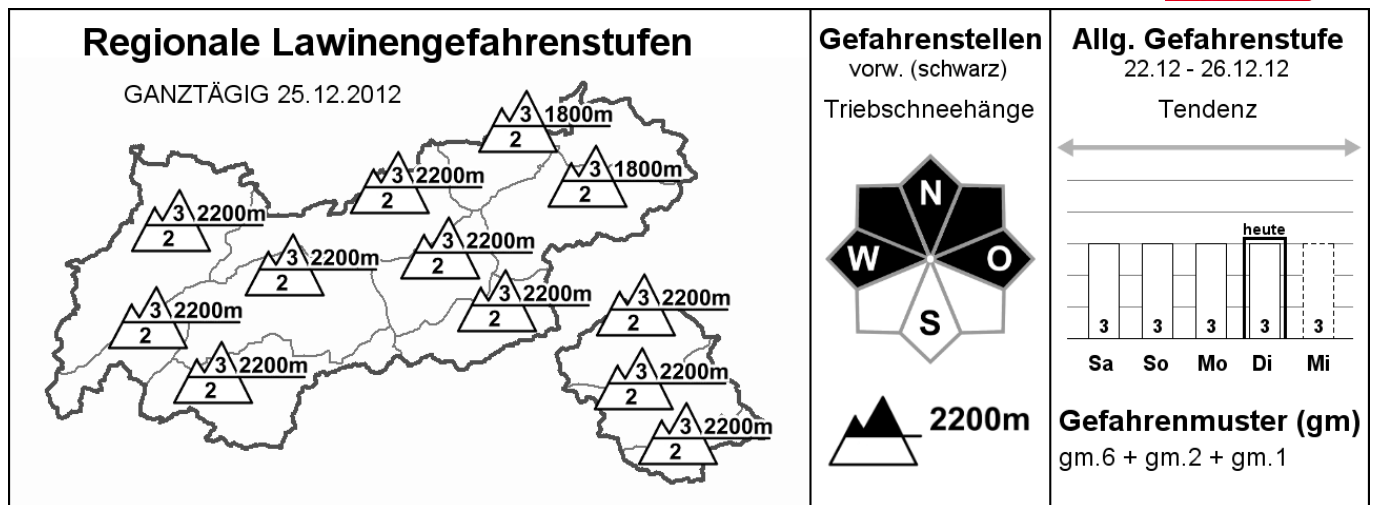 Regionale Lawinengefahrenstufen
GANZTÄGIG 25.12.2012
3 1800m
2
3 1800m
2
3 2200m
2
3 2200m
2
3 2200m
2
3 2200m
2
3 2200m
2
3 2200m
2
3 2200m
2
3 2200m
2
3 2200m
2
3 2200m
2
Gefahrenstellen
vorw. (schwarz)
Triebschneehänge
N
W O
S
2200m
Allg. Gefahrenstufe
22.12 - 26.12.12
Tendenz
heute
3 3 3 3 3
Sa So Mo Di Mi
Gefahrenmuster (gm)
gm.6 + gm.2 + gm.1